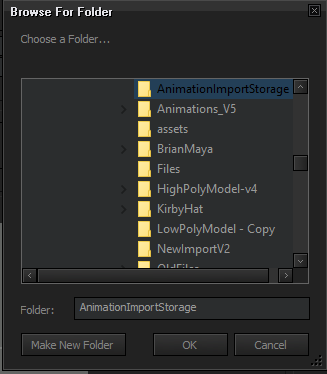 Browse For Folder
Choose a Folder...
AnimationImportStorage
Animations_V5
assets
BrianMaya
Files
HighPolyModel-v4
KirbyHat
LowPolyModel - Copy
NewImportV2
OldFiles
Folder: AnimationImportStorage
Make New Folder OK Cancel